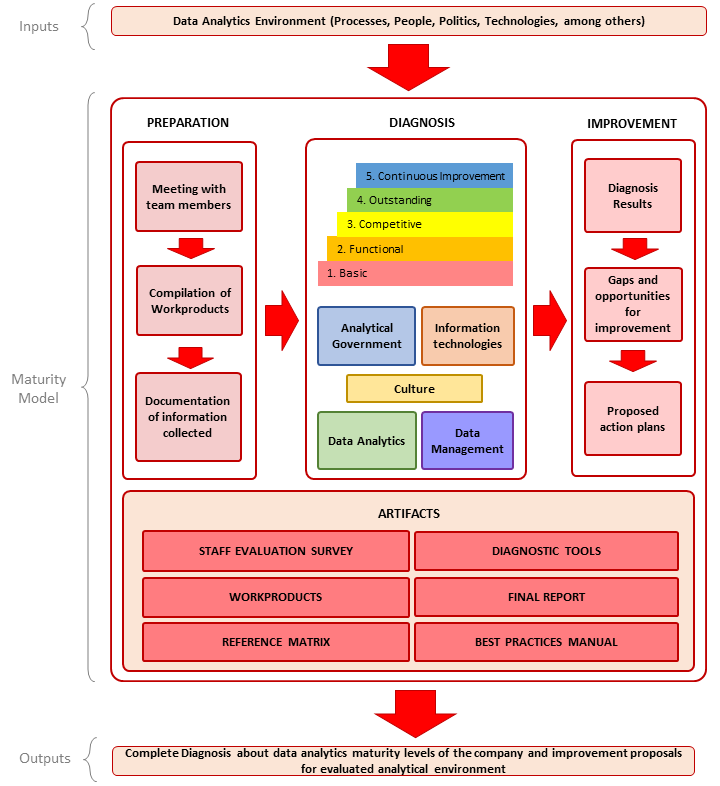 Inputs
Data Analytics Environment (Processes, People, Politics, Technologies, among others)
Maturity
Model
PREPARATION
Meeting with
team members
Compilation of
Workproducts
Documentation
of information
collected
DIAGNOSIS
5. Continuous Improvement
4. Outstanding
3. Competitive
2. Functional
1. Basic
Analytical
Government
Information
technologies
Culture
Data Analytics
Data
Management
IMPROVEMENT
Diagnosis
Results
Gaps and
opportunities
for
improvement
Proposed
action plans
ARTIFACTS
STAFF EVALUATION SURVEY
DIAGNOSTIC TOOLS
WORKPRODUCTS
FINAL REPORT
REFERENCE MATRIX
BEST PRACTICES MANUAL
Outputs
Complete Diagnosis about data analytics maturity levels of the company and improvement proposals
for evaluated analytical environment